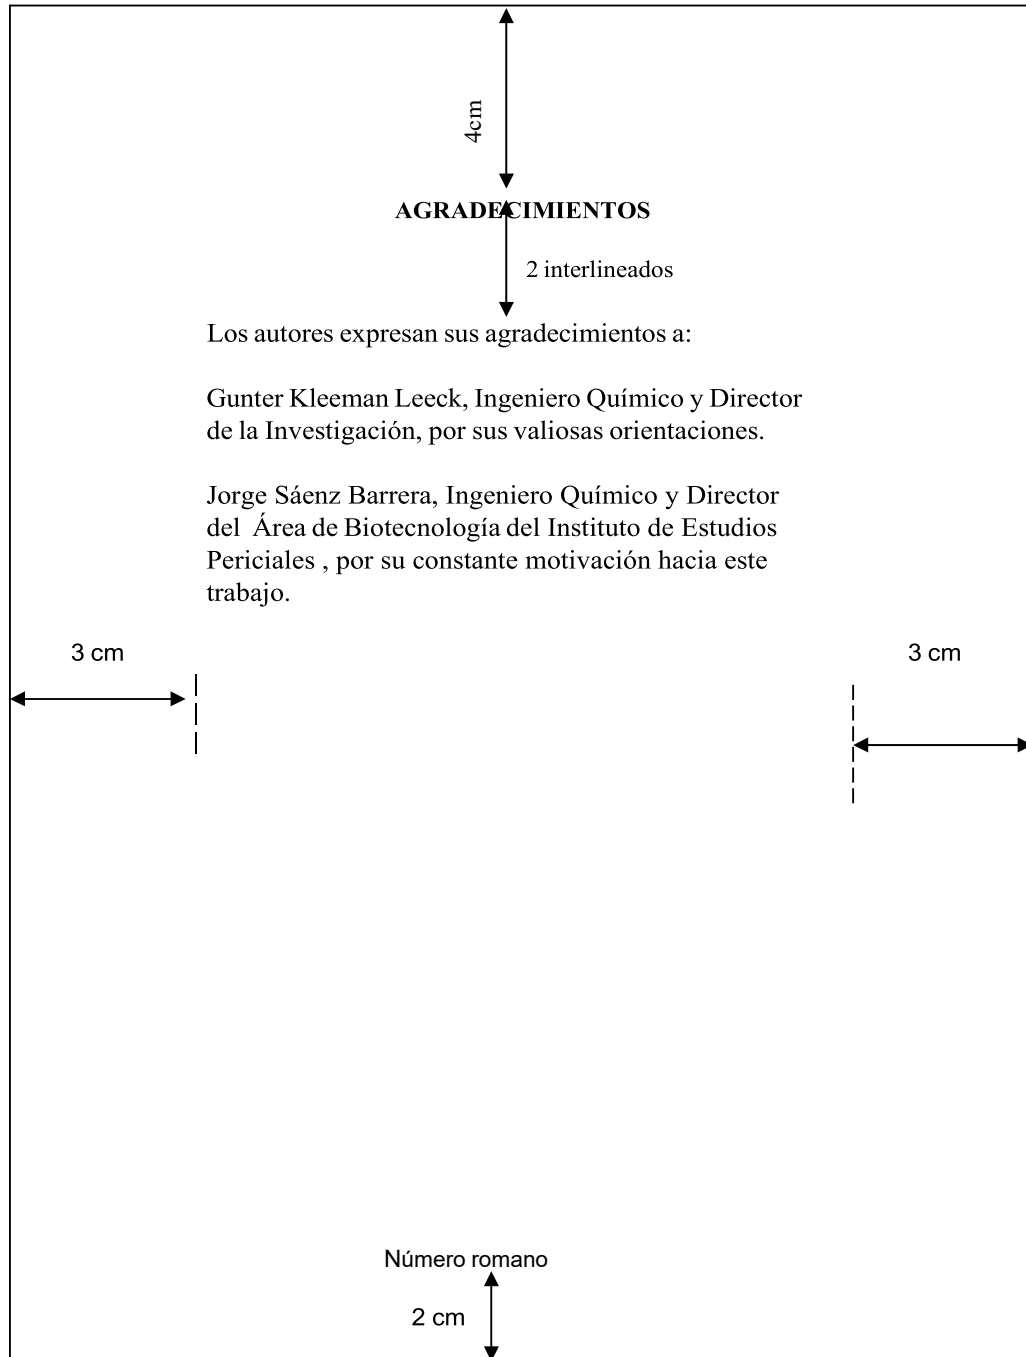 4cm
AGRADECIMIENTOS
2 interlineados
Los autores expresan sus agradecimientos a:
Gunter Kleeman Leeck, Ingeniero Químico y Director
de la Investigación, por sus valiosas orientaciones.
Jorge Sáenz Barrera, Ingeniero Químico y Director
del Área de Biotecnología del Instituto de Estudios
Periciales , por su constante motivación hacia este
trabajo.
3 cm
3 cm
Número romano
2 cm